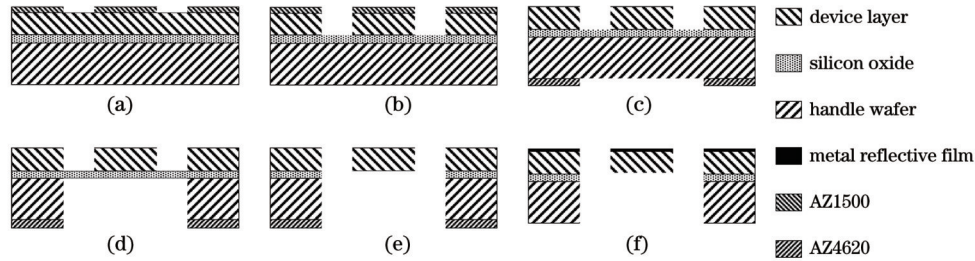 device layer
silicon oxide
handle wafer
metal reflective film
AZ1500
AZ4620
(a)
(b)
(c)
(d)
(e)
(f)